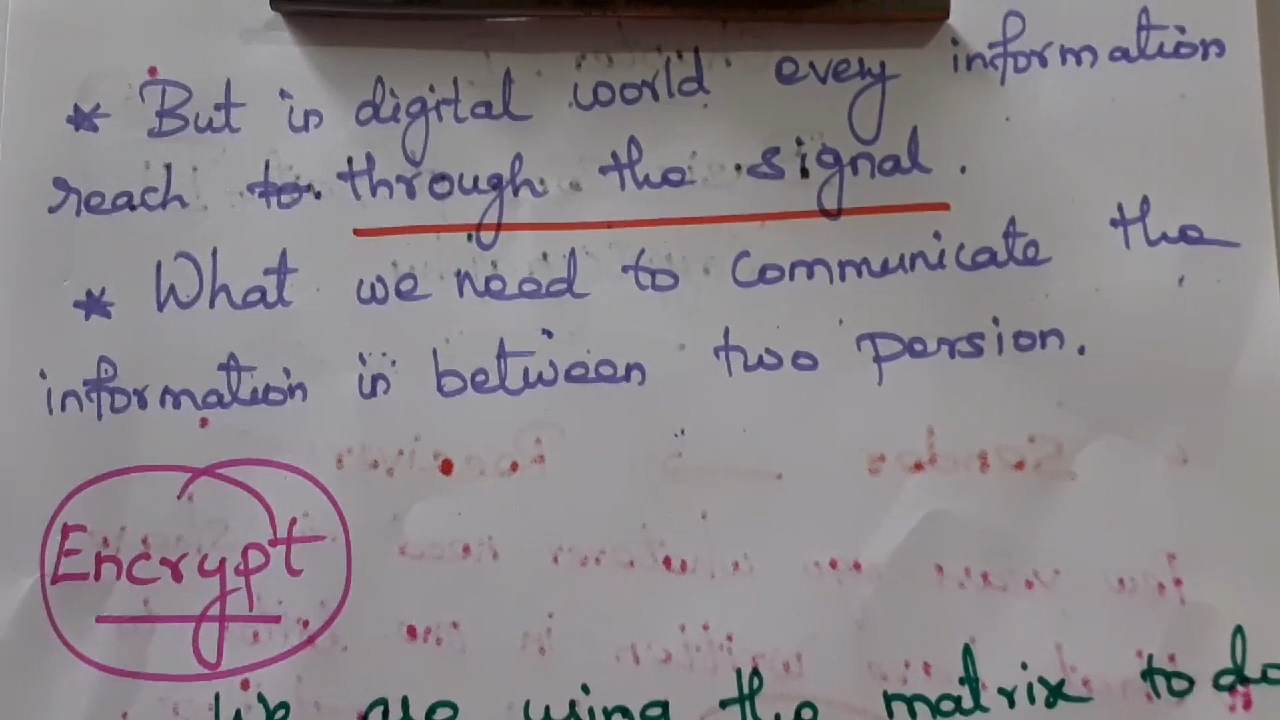 * But in digital world every information
reach to through the signal.
* What we need to communicate the
information in between two persion.
Encrypt
are using the matrix to do